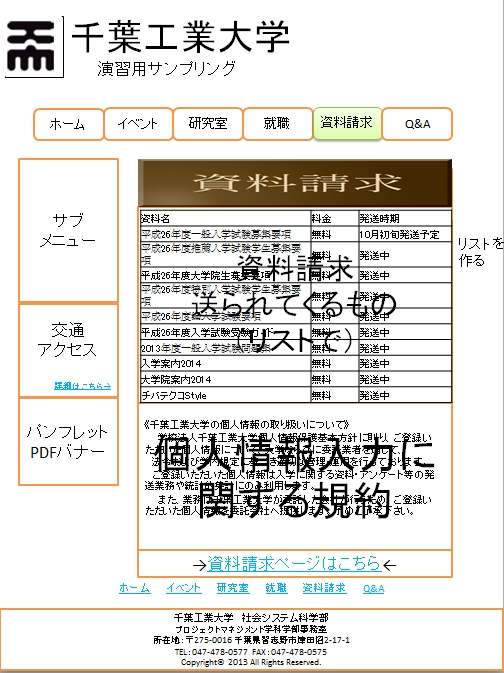 千葉工業大学
演習用サンプリング
ホーム
イベント
研究室
就職
資料請求
Q&A
サブ
メニュー
交通
アクセス
詳細はこちら→
パンフレット
PDFバナー
資料請求
資料名 料金 発送時期
平成26年度一般入学試験募集要項 無料 10月初旬発送予定
平成26年度推薦入学試験学生募集要項 無料 発送中
平成26年度大学院生募集要項 無料 発送中
平成26年度特別入学試験学生募集要項 無料 発送中
無料 発送中
平成26年度入学試験受験ガイド 無料 発送中
2013年度一般入学試験問題集 無料 発送中
入学案内2014 無料 発送中
大学院案内2014 無料 発送中
チバテクコStyle 無料 発送中
資料請求
送られてくるもの
(リストで)
リストを
作る
《千葉工業大学の個人情報の取り扱いについて》
個人情報入力に
関する規約
→資料請求ページはこちら←
ホーム イベント 研究室 就職 資料請求 Q&A
千葉工業大学 社会システム科学部
プロジェクトマネジメント学科学部事務室
所在地:〒275-0016 千葉県習志野市津田沼2-17-1
TEL:047-478-0577 FAX:047-478-0575
Copyright© 2013 All Rights Reserved.